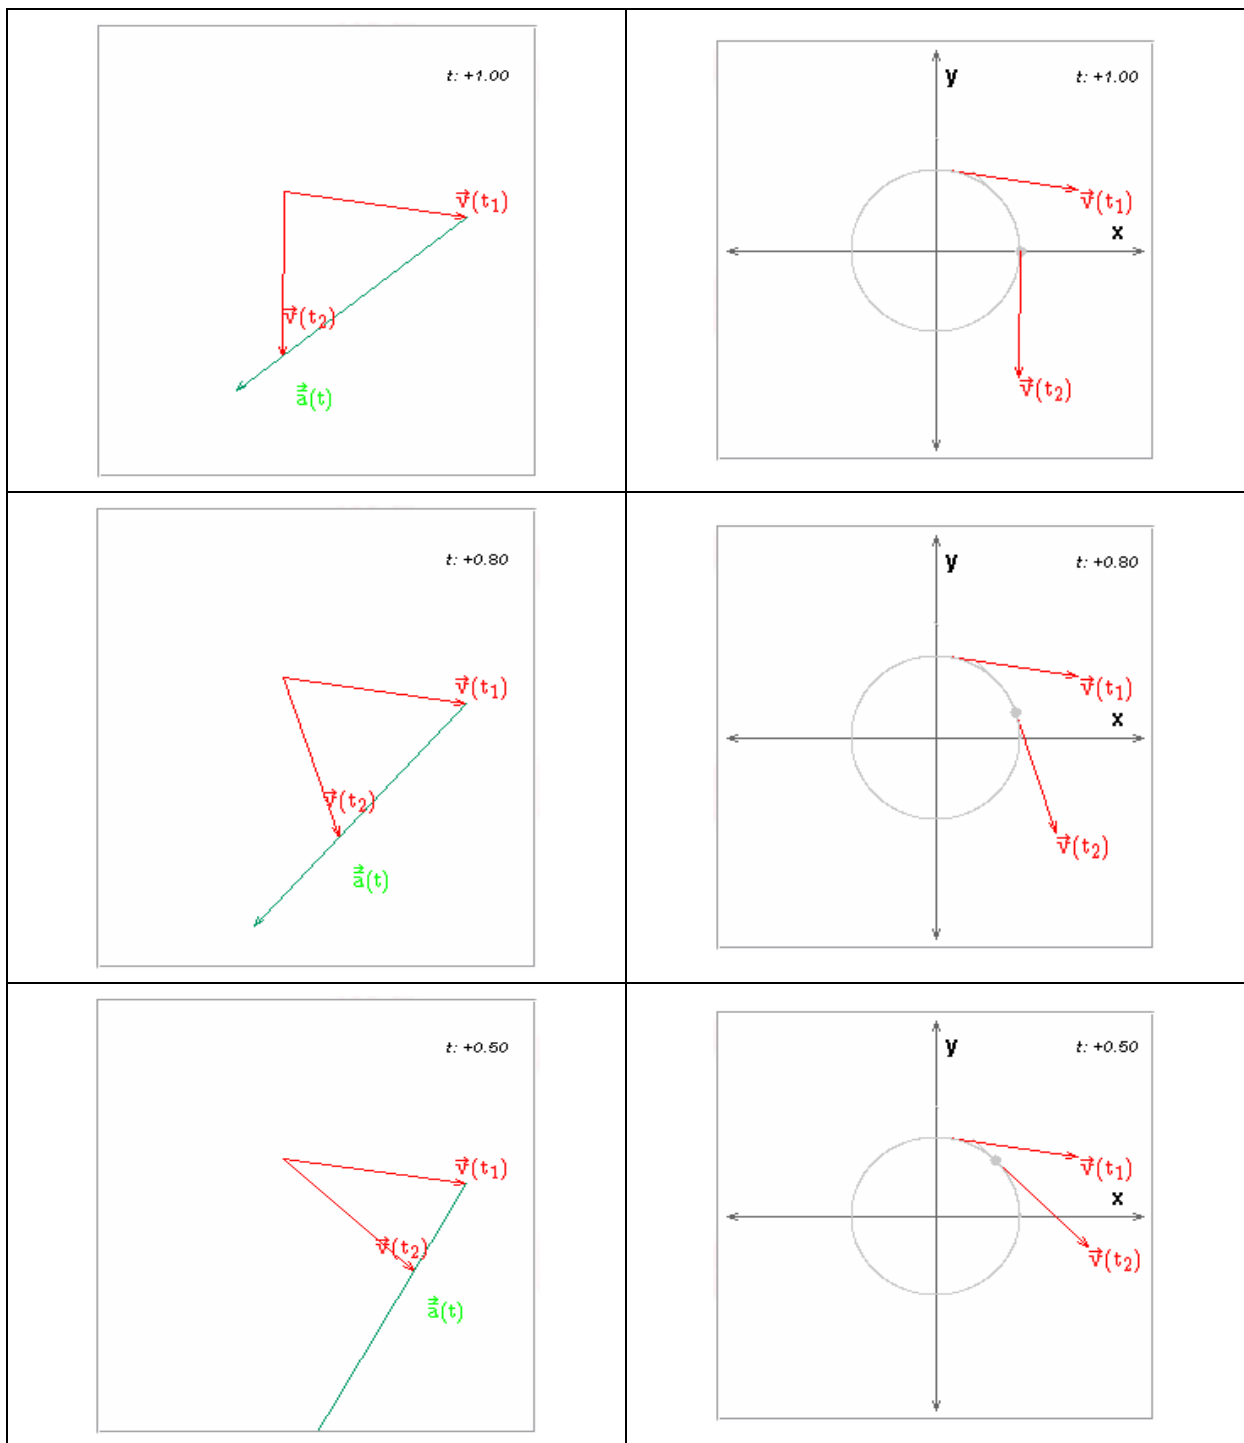 t: +1.00
v⃗(t₁)
v⃗(t₂)
a⃗(t)
y
t: +1.00
v⃗(t₁)
x
v⃗(t₂)
t: +0.80
v⃗(t₁)
v⃗(t₂)
a⃗(t)
y
t: +0.80
v⃗(t₁)
x
v⃗(t₂)
t: +0.50
v⃗(t₁)
v⃗(t₂)
a⃗(t)
y
t: +0.50
v⃗(t₁)
x
v⃗(t₂)